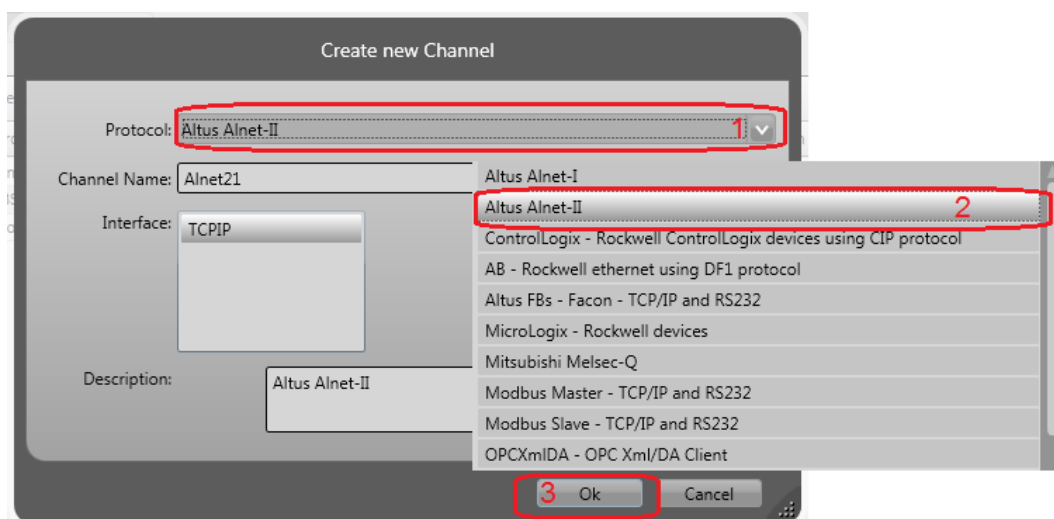 Create new Channel
Protocol: Altus Alnet-II 1
Channel Name: Alnet21
Interface: TCPIP
Altus Alnet-I
Altus Alnet-II 2
ControlLogix - Rockwell ControlLogix devices using CIP protocol
AB - Rockwell ethernet using DF1 protocol
Altus FBs - Facon - TCP/IP and RS232
MicroLogix - Rockwell devices
Mitsubishi Melsec-Q
Modbus Master - TCP/IP and RS232
Modbus Slave - TCP/IP and RS232
OPCXmlDA - OPC Xml/DA Client
Description: Altus Alnet-II
3 Ok Cancel